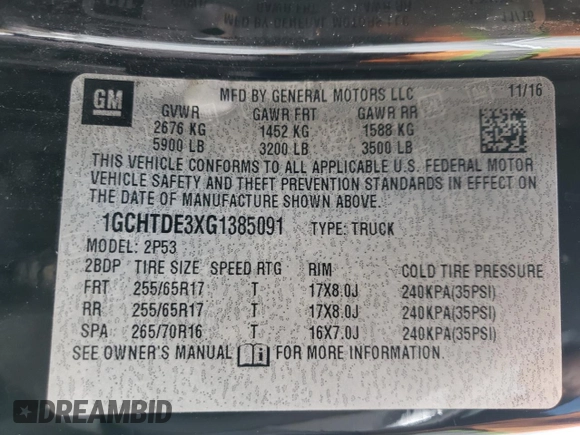 GM
MFD BY GENERAL MOTORS LLC 11/16
GVWR GAWR FRT GAWR RR
2676 KG 1452 KG 1588 KG
5900 LB 3200 LB 3500 LB
THIS VEHICLE CONFORMS TO ALL APPLICABLE U.S. FEDERAL MOTOR
VEHICLE SAFETY AND THEFT PREVENTION STANDARDS IN EFFECT ON
THE DATE OF MANUFACTURE SHOWN ABOVE.
1GCHTDE3XG1385091 TYPE: TRUCK
MODEL: 2P53
2BDP TIRE SIZE SPEED RTG RIM COLD TIRE PRESSURE
FRT 255/65R17 T 17X8.0J 240KPA(35PSI)
RR 255/65R17 T 17X8.0J 240KPA(35PSI)
SPA 265/70R16 T 16X7.0J 240KPA(35PSI)
SEE OWNER'S MANUAL FOR MORE INFORMATION.
DREAMBID